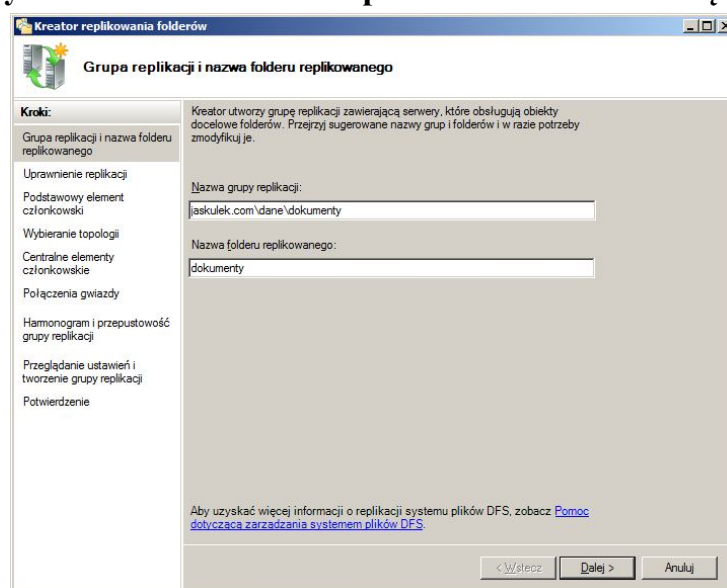 Kreator replikowania folderów
Grupa replikacji i nazwa folderu replikowanego
Kroki:
Grupa replikacji i nazwa folderu
replikowanego
Uprawnienie replikacji
Podstawowy element
członkowski
Wybieranie topologii
Centralne elementy
członkowskie
Połączenia gwiazdy
Harmonogram i przepustowość
grupy replikacji
Przeglądanie ustawień i
tworzenie grupy replikacji
Potwierdzenie
Kreator utworzy grupę replikacji zawierającą serwery, które obsługują obiekty
docelowe folderów. Przejrzyj sugerowane nazwy grup i folderów i w razie potrzeby
zmodyfikuj je.
Nazwa grupy replikacji:
jaskulek.com\dane\dokumenty
Nazwa folderu replikowanego:
dokumenty
Aby uzyskać więcej informacji o replikacji systemu plików DFS, zobacz Pomoc
dotyczącą zarządzania systemem plików DFS.
< Wstecz
Dalej >
Anuluj